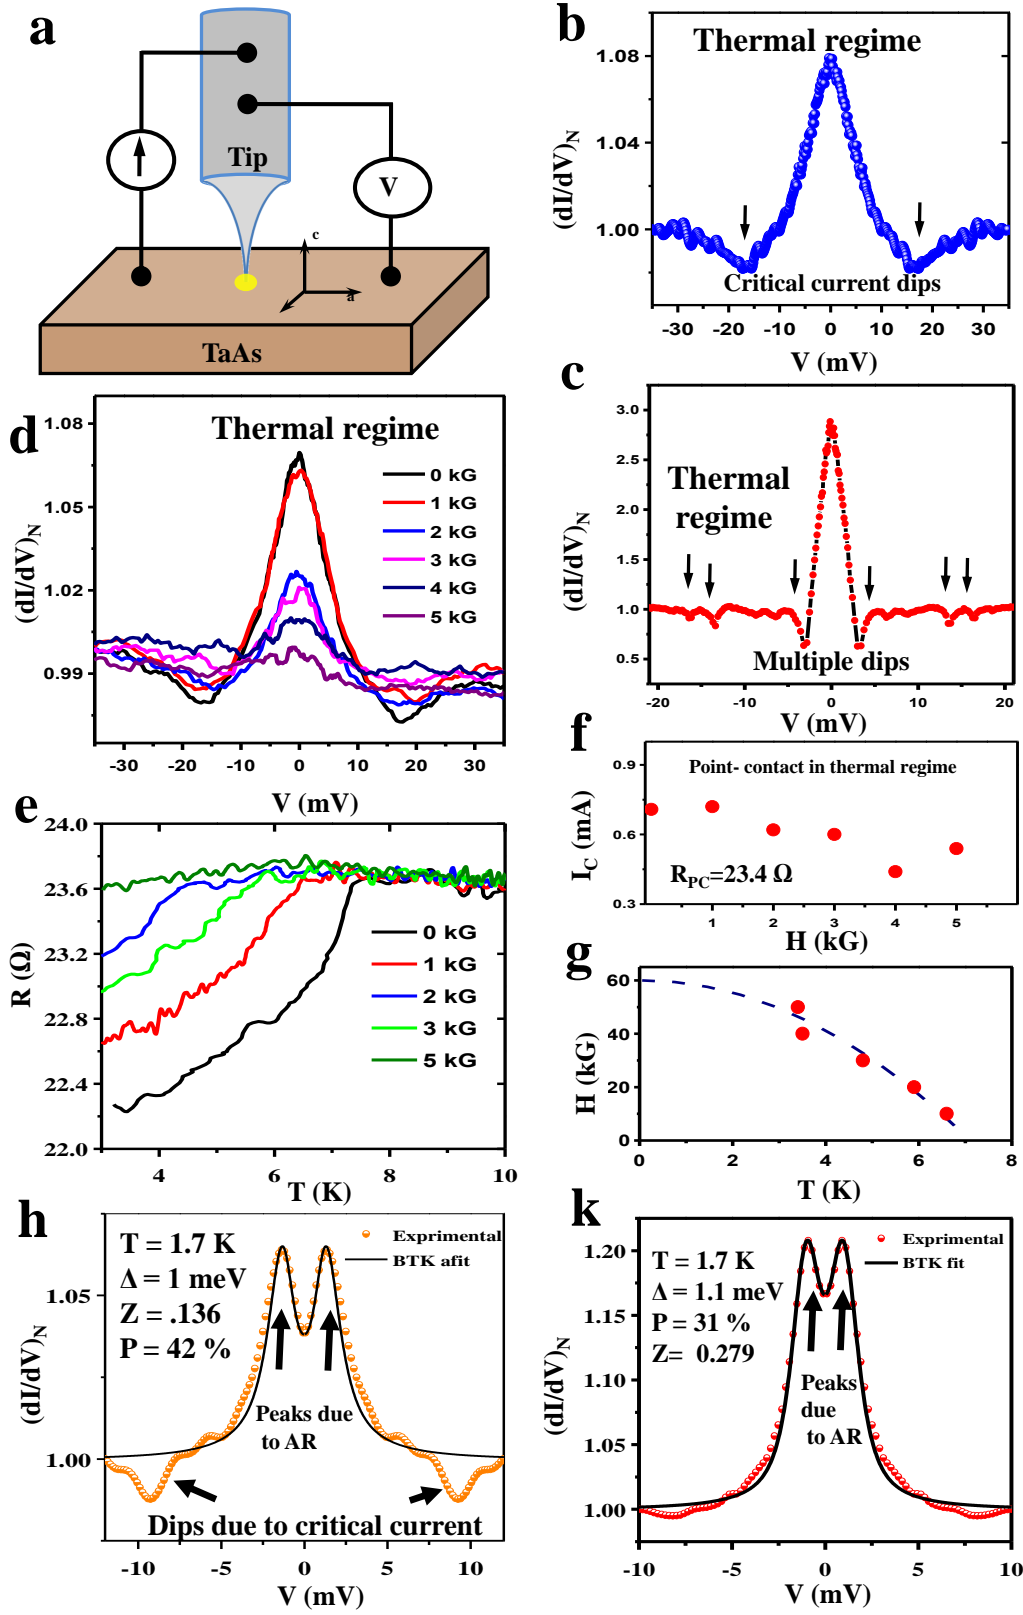 a
Tip
V
c
a
TaAs
b
Thermal regime
Critical current dips
(dI/dV)N
1.08
1.04
1.00
-30 -20 -10 0 10 20 30
V (mV)
c
Thermal
regime
Multiple dips
(dI/dV)N
3.0
2.5
2.0
1.5
1.0
0.5
-20 -10 0 10 20
V (mV)
d
Thermal regime
0 kG
1 kG
2 kG
3 kG
4 kG
5 kG
(dI/dV)N
1.08
1.05
1.02
0.99
-30 -20 -10 0 10 20 30
V (mV)
e
R (Ω)
24.0
23.6
23.2
22.8
22.4
22.0
0 kG
1 kG
2 kG
3 kG
5 kG
4 6 8 10
T (K)
f
Point- contact in thermal regime
RPC=23.4 Ω
IC (mA)
0.9
0.6
0.3
1 2 3 4 5
H (kG)
g
H (kG)
60
40
20
0
0 2 4 6 8
T (K)
h
T = 1.7 K
Δ = 1 meV
Z = .136
P = 42 %
Exprimental
BTK afit
Peaks due
to AR
Dips due to critical current
(dI/dV)N
1.05
1.00
-10 -5 0 5 10
V (mV)
k
T = 1.7 K
Δ = 1.1 meV
P = 31 %
Z= 0.279
Exprimental
BTK fit
Peaks
due
to AR
(dI/dV)N
1.20
1.15
1.10
1.05
1.00
-10 -5 0 5 10
V (mV)